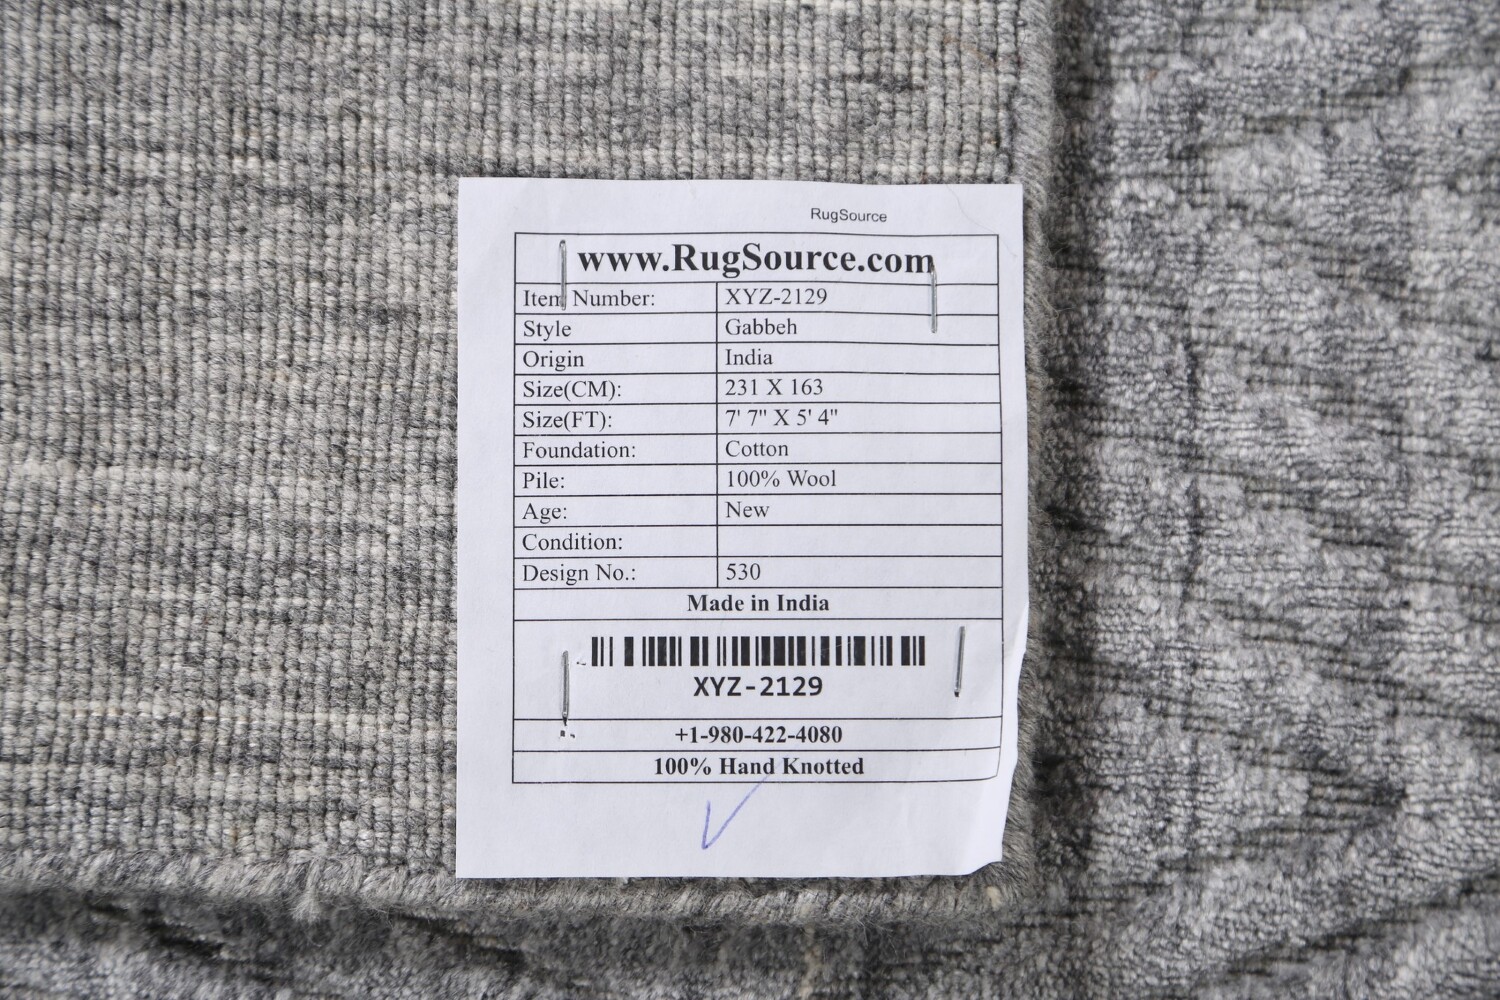 RugSource
www.RugSource.com
Item Number: XYZ-2129
Style Gabbeh
Origin India
Size(CM): 231 X 163
Size(FT): 7' 7" X 5' 4"
Foundation: Cotton
Pile: 100% Wool
Age: New
Condition:
Design No.: 530
Made in India
XYZ-2129
+1-980-422-4080
100% Hand Knotted